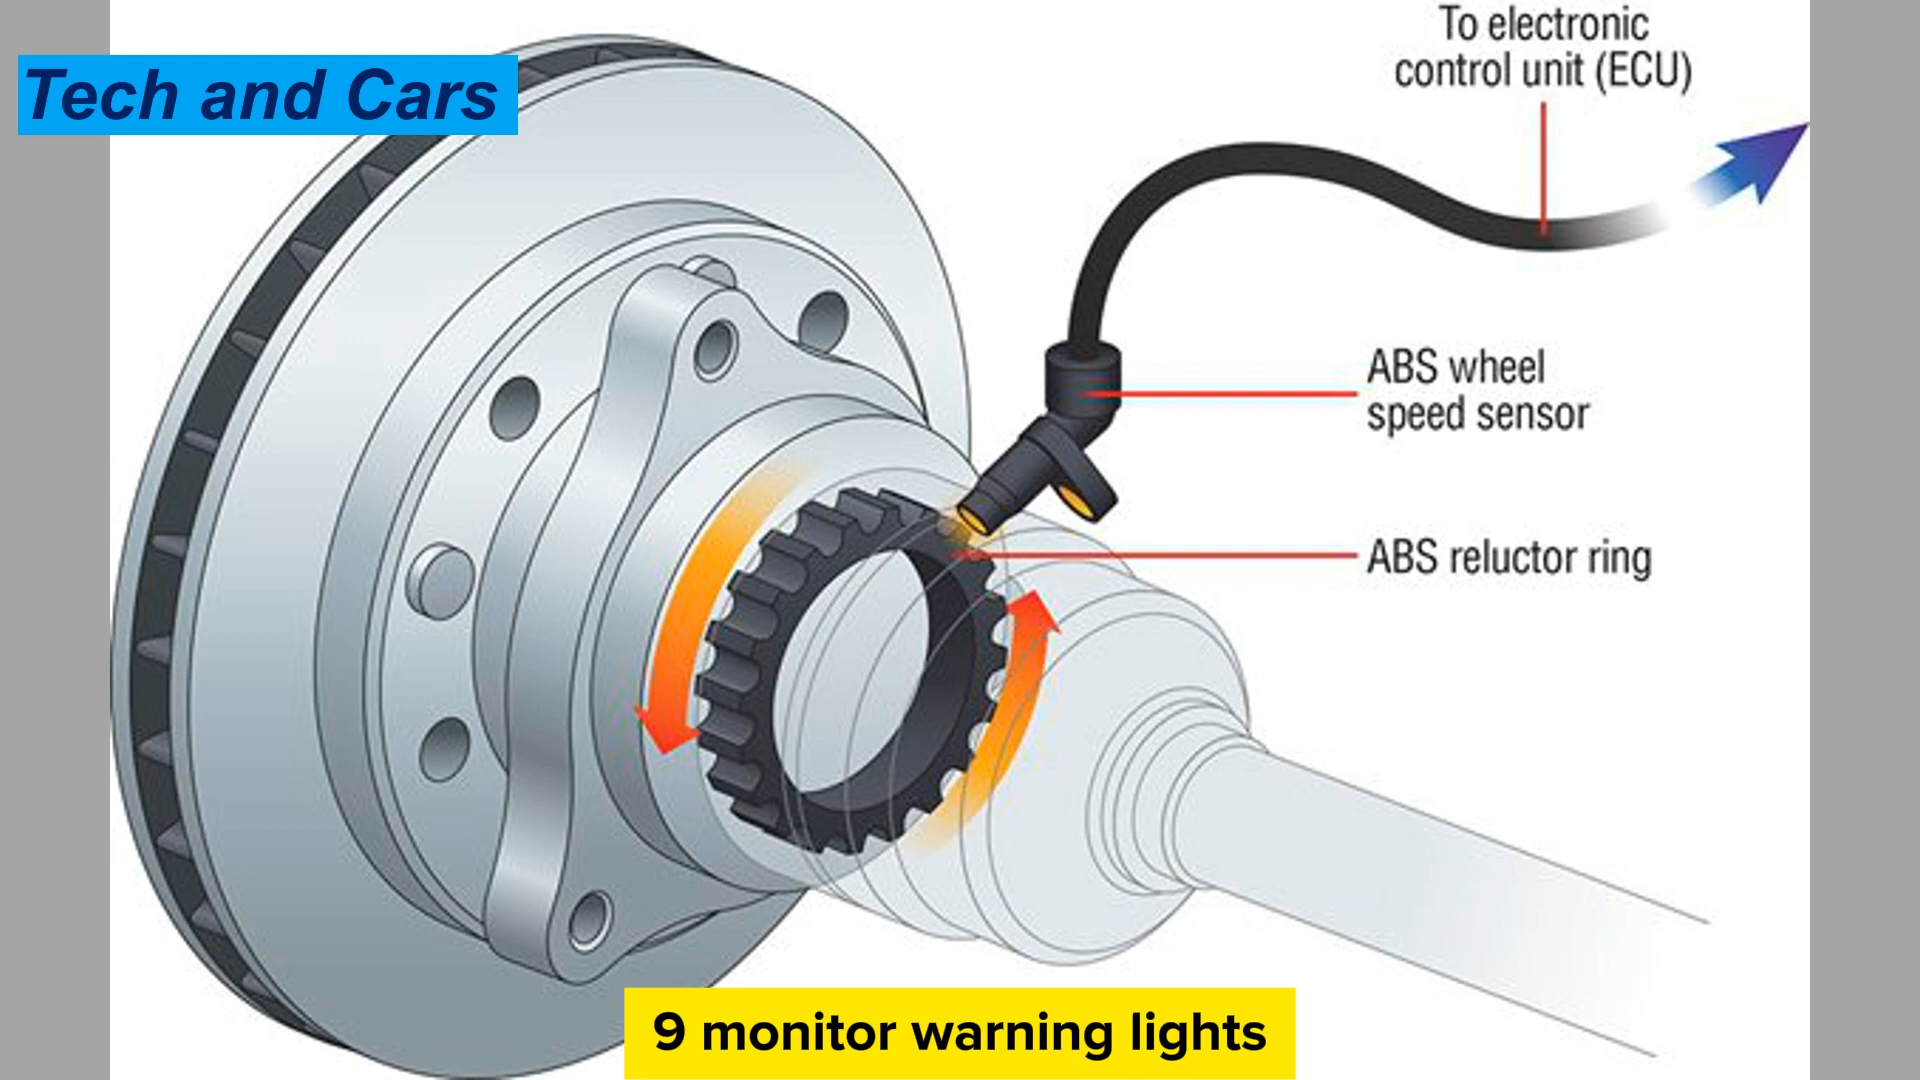 Tech and Cars
To electronic
control unit (ECU)
ABS wheel
speed sensor
ABS reluctor ring
9 monitor warning lights